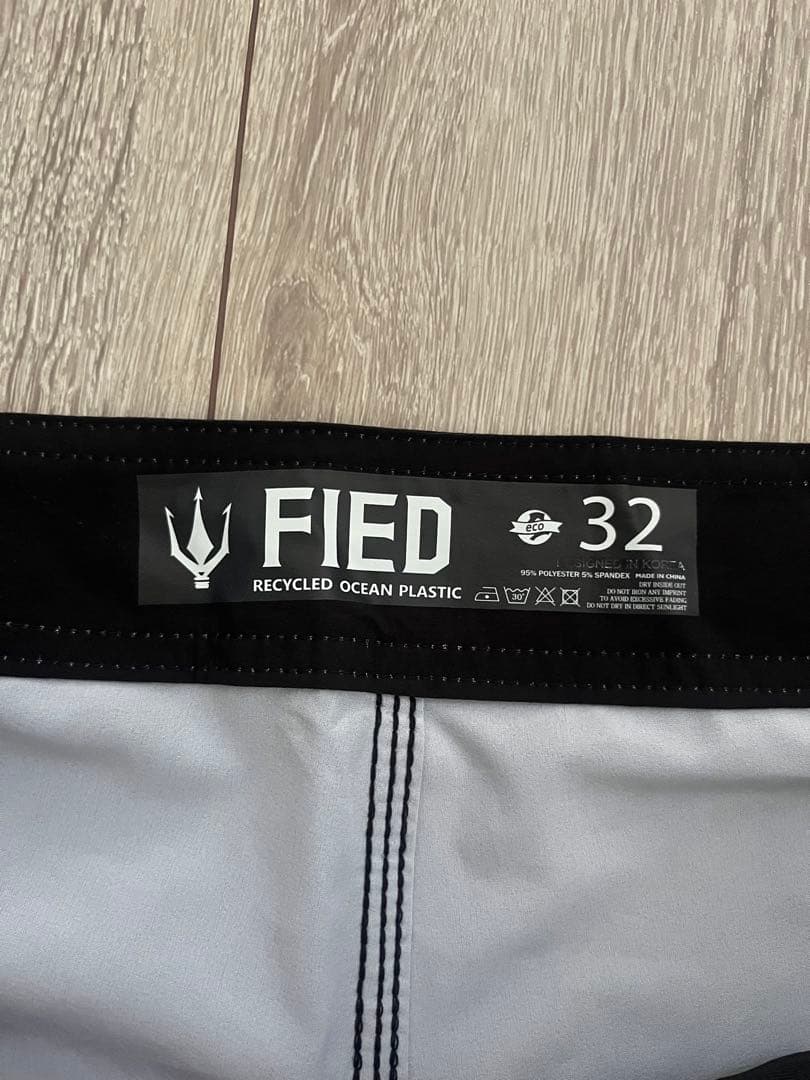 FIED
RECYCLED OCEAN PLASTIC
eco
32
DESIGNED IN KOREA
95% POLYESTER 5% SPANDEX MADE IN CHINA
30°
DRY INSIDE OUT
DO NOT IRON ANY IMPRINT
TO AVOID EXCESSIVE FADING
DO NOT DRY IN DIRECT SUNLIGHT